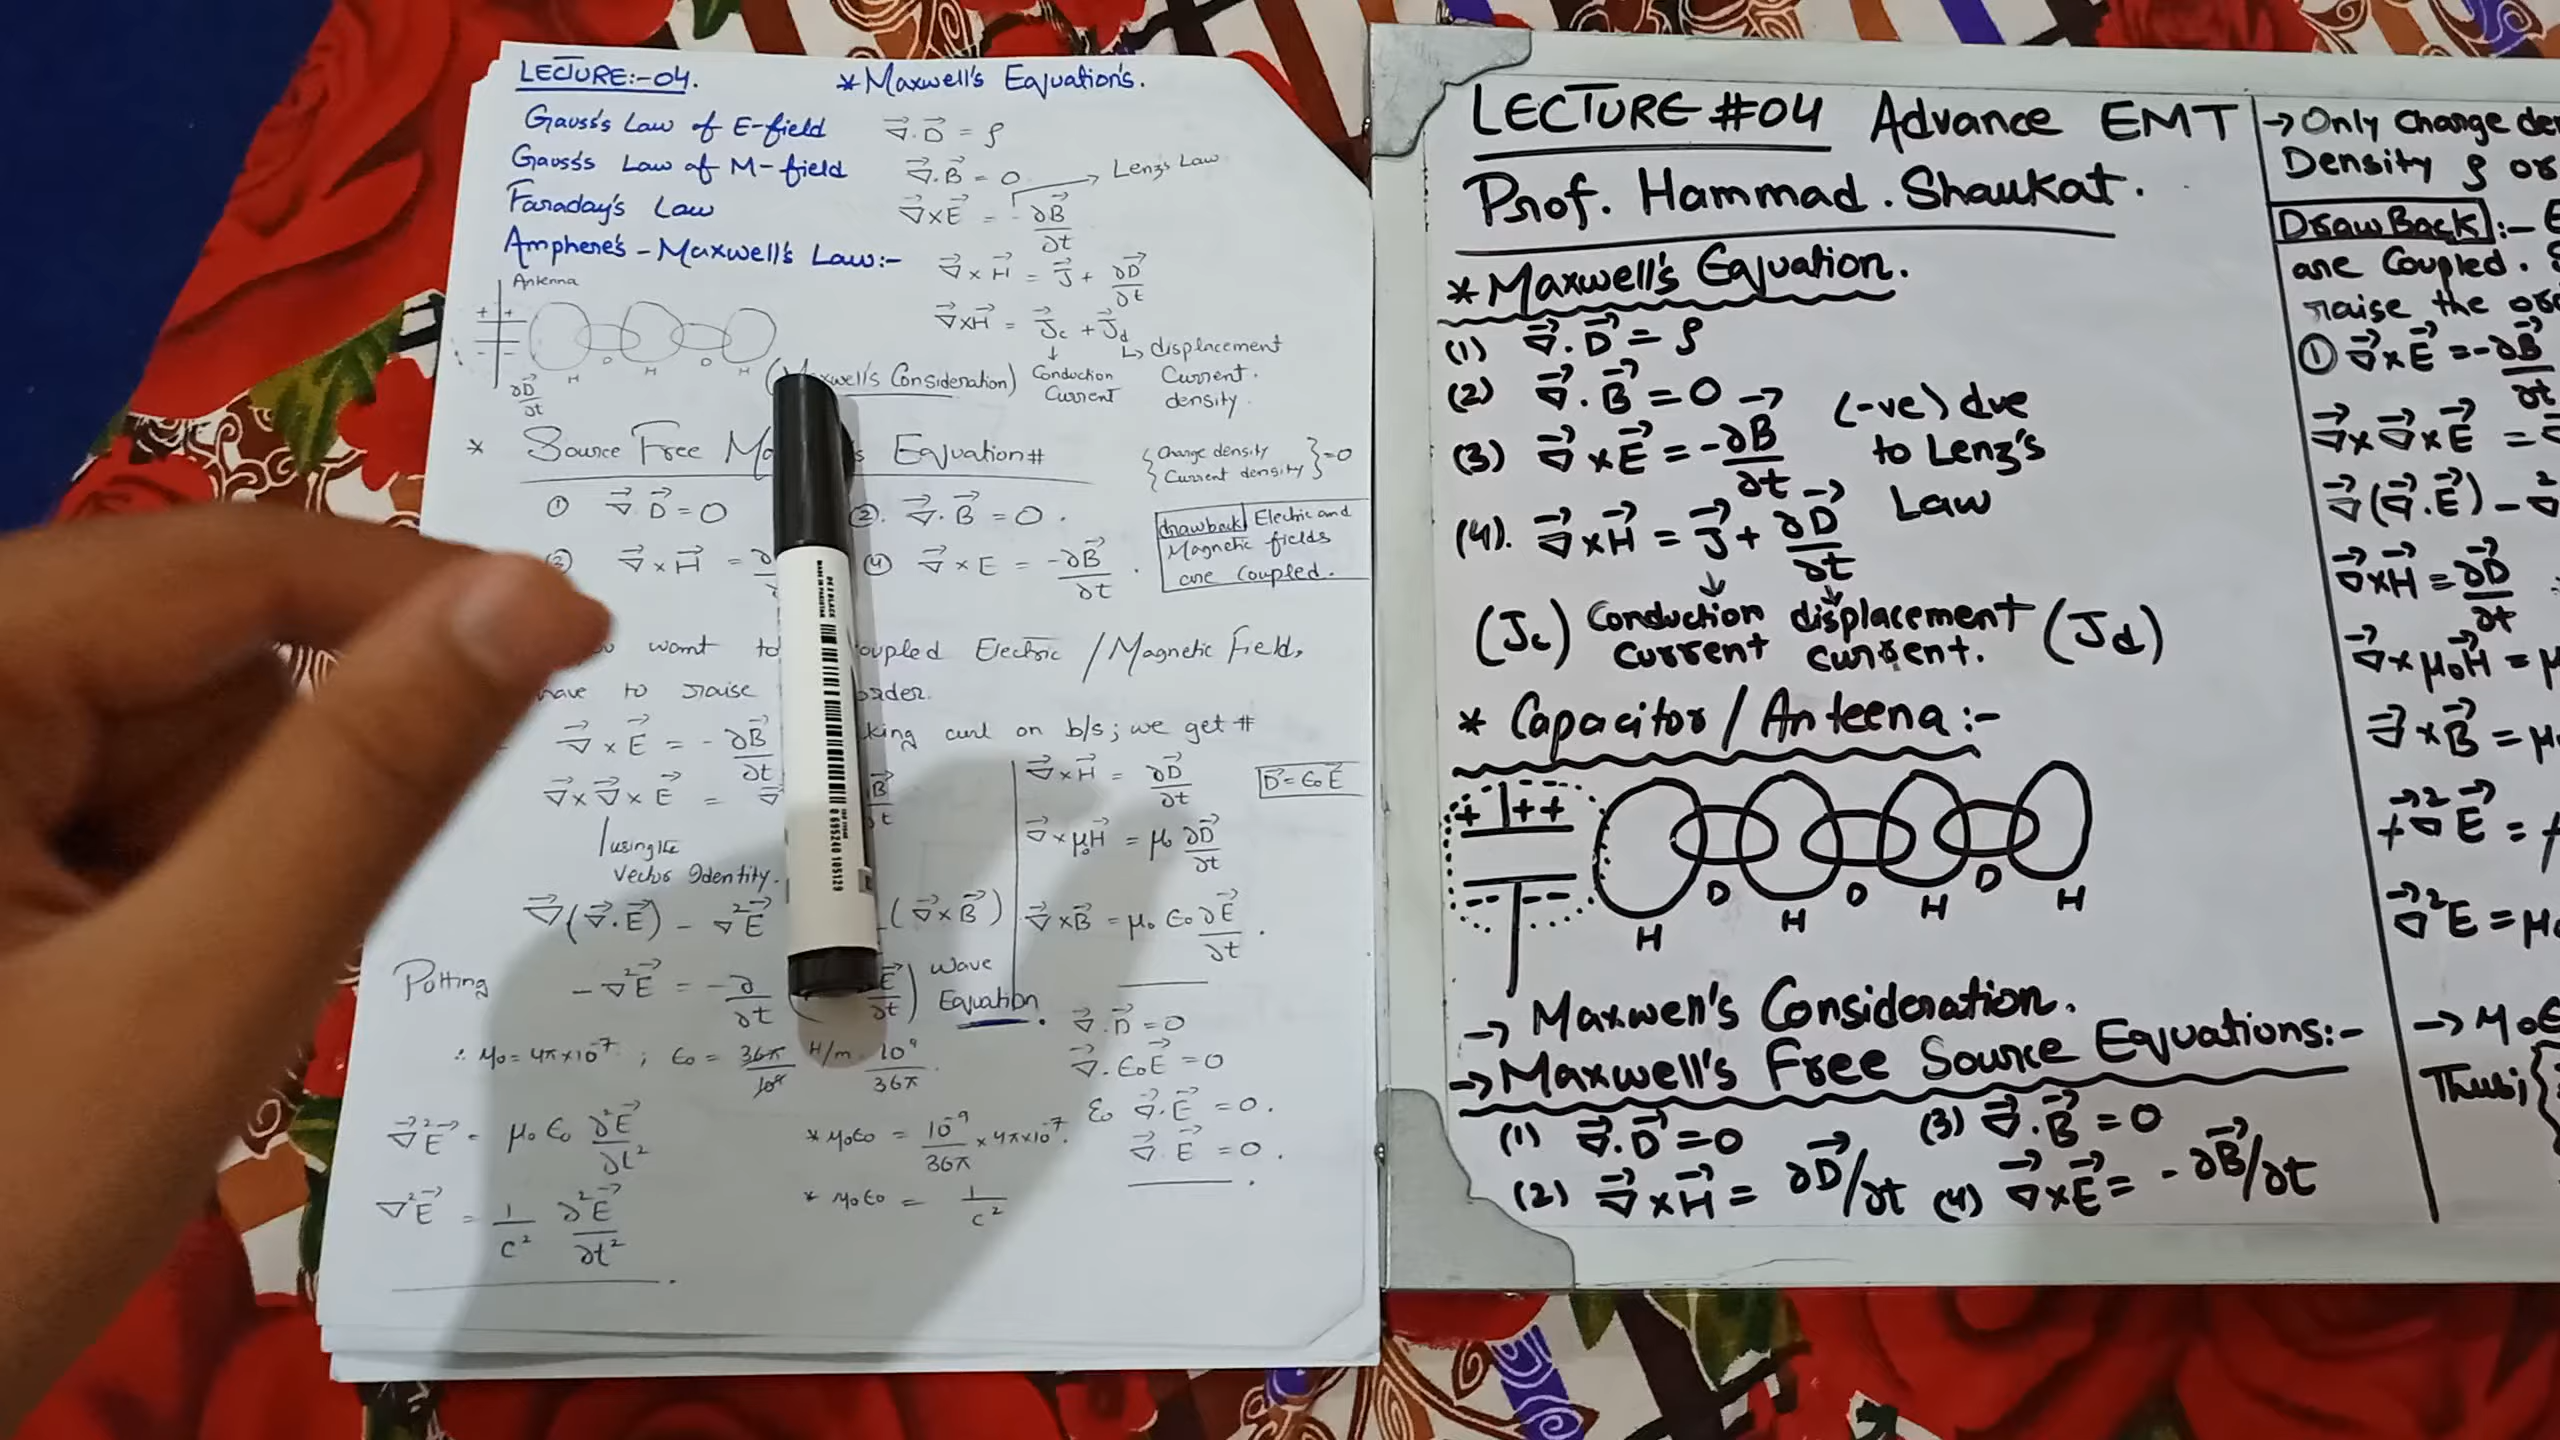 LECTURE:-04. *Maxwell's Equation's.
Gauss's Law of E-field ∇⃗.D⃗ = ρ
Gauss's Law of M-field ∇⃗.B⃗ = 0 → Lenz's Law
Faraday's Law ∇⃗×E⃗ = -∂B⃗/∂t
Amphere's - Maxwell's Law:- ∇⃗×H⃗ = J⃗ + ∂D⃗/∂t
Antenna
∇⃗×H⃗ = J⃗c + J⃗d
+ +
- -
H D H D H
∂D⃗/∂t
Conduction Current
displacement Current density.
Consideration)
* Source Free Equation#
{Charge density Current density} = 0
① ∇⃗.D⃗ = 0 ②. ∇⃗.B⃗ = 0.
∇⃗×H⃗ = ④ ∇⃗×E = -∂B⃗/∂t.
drawback Electric and
Magnetic fields
are Coupled.
want to Electric / Magnetic Field,
have to raise order.
∇⃗×E⃗ = -∂B⃗/∂t curl on b/s; we get #
∇⃗×∇⃗×E⃗ =
using the
Vector Identity.
∇⃗(∇⃗.E⃗) - ∇²E⃗ (∇⃗×B⃗)
∇⃗×H⃗ = ∂D⃗/∂t D⃗=ε₀E⃗
∇⃗×μ₀H⃗ = μ₀ ∂D⃗/∂t
∇⃗×B⃗ = μ₀ ε₀ ∂E⃗/∂t.
Putting -∇²E⃗ = -∂/∂t ( Wave
Equation.
∴ μ₀=4π×10⁻⁷; ε₀ = H/m 10⁹/36π.
∇⃗.D⃗ = 0
∇⃗.ε₀E⃗ = 0
ε₀ ∇⃗.E⃗ = 0.
∇⃗.E⃗ = 0.
∇⃗²E⃗ = μ₀ ε₀ ∂²E⃗/∂t²
*μ₀ε₀ = 10⁻⁹/36π × 4π×10⁻⁷.
∇²E⃗ = 1/c² ∂²E⃗/∂t²
* μ₀ε₀ = 1/c²
LECTURE #04 Advance EMT
Prof. Hammad. Shaukat.
*Maxwell's Equation.
(1) ∇⃗.D⃗ = ρ
(2) ∇⃗.B⃗ = 0
(3) ∇⃗×E⃗ = -∂B⃗/∂t (-ve) due
to Lenz's
Law
(4). ∇⃗×H⃗ = J⃗ + ∂D⃗/∂t
(Jc) Conduction displacement (Jd)
current current.
* Capacitor/Anteena:-
+ ++
-- --
H D H D H D H
→ Maxwell's Consideration.
→ Maxwell's Free Source Equations:-
(1) ∇⃗.D⃗ = 0 (3) ∇⃗.B⃗ = 0
(2) ∇⃗×H⃗ = ∂D⃗/∂t (4) ∇⃗×E⃗ = -∂B⃗/∂t
→ Only Charge
Density ρ or
DrawBack:-
are Coupled.
raise the
① ∇⃗×E⃗ = -∂B⃗/∂t
∇⃗×∇⃗×E⃗ =
∇⃗(∇⃗.E⃗) -
∇⃗×H⃗ = ∂D⃗/∂t
∇⃗×μ₀H⃗ =
∇⃗×B⃗ =
+∇⃗²E⃗ =
∇⃗²E =
Thus;